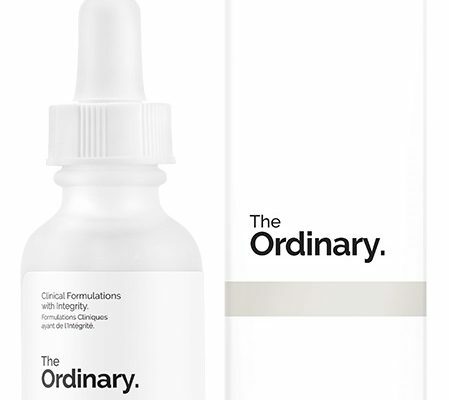 Clinical Formulations
with Integrity.
Formulations Cliniques
ayant de l'Intégrité.
The
Ordinary.
The
Ordinary.